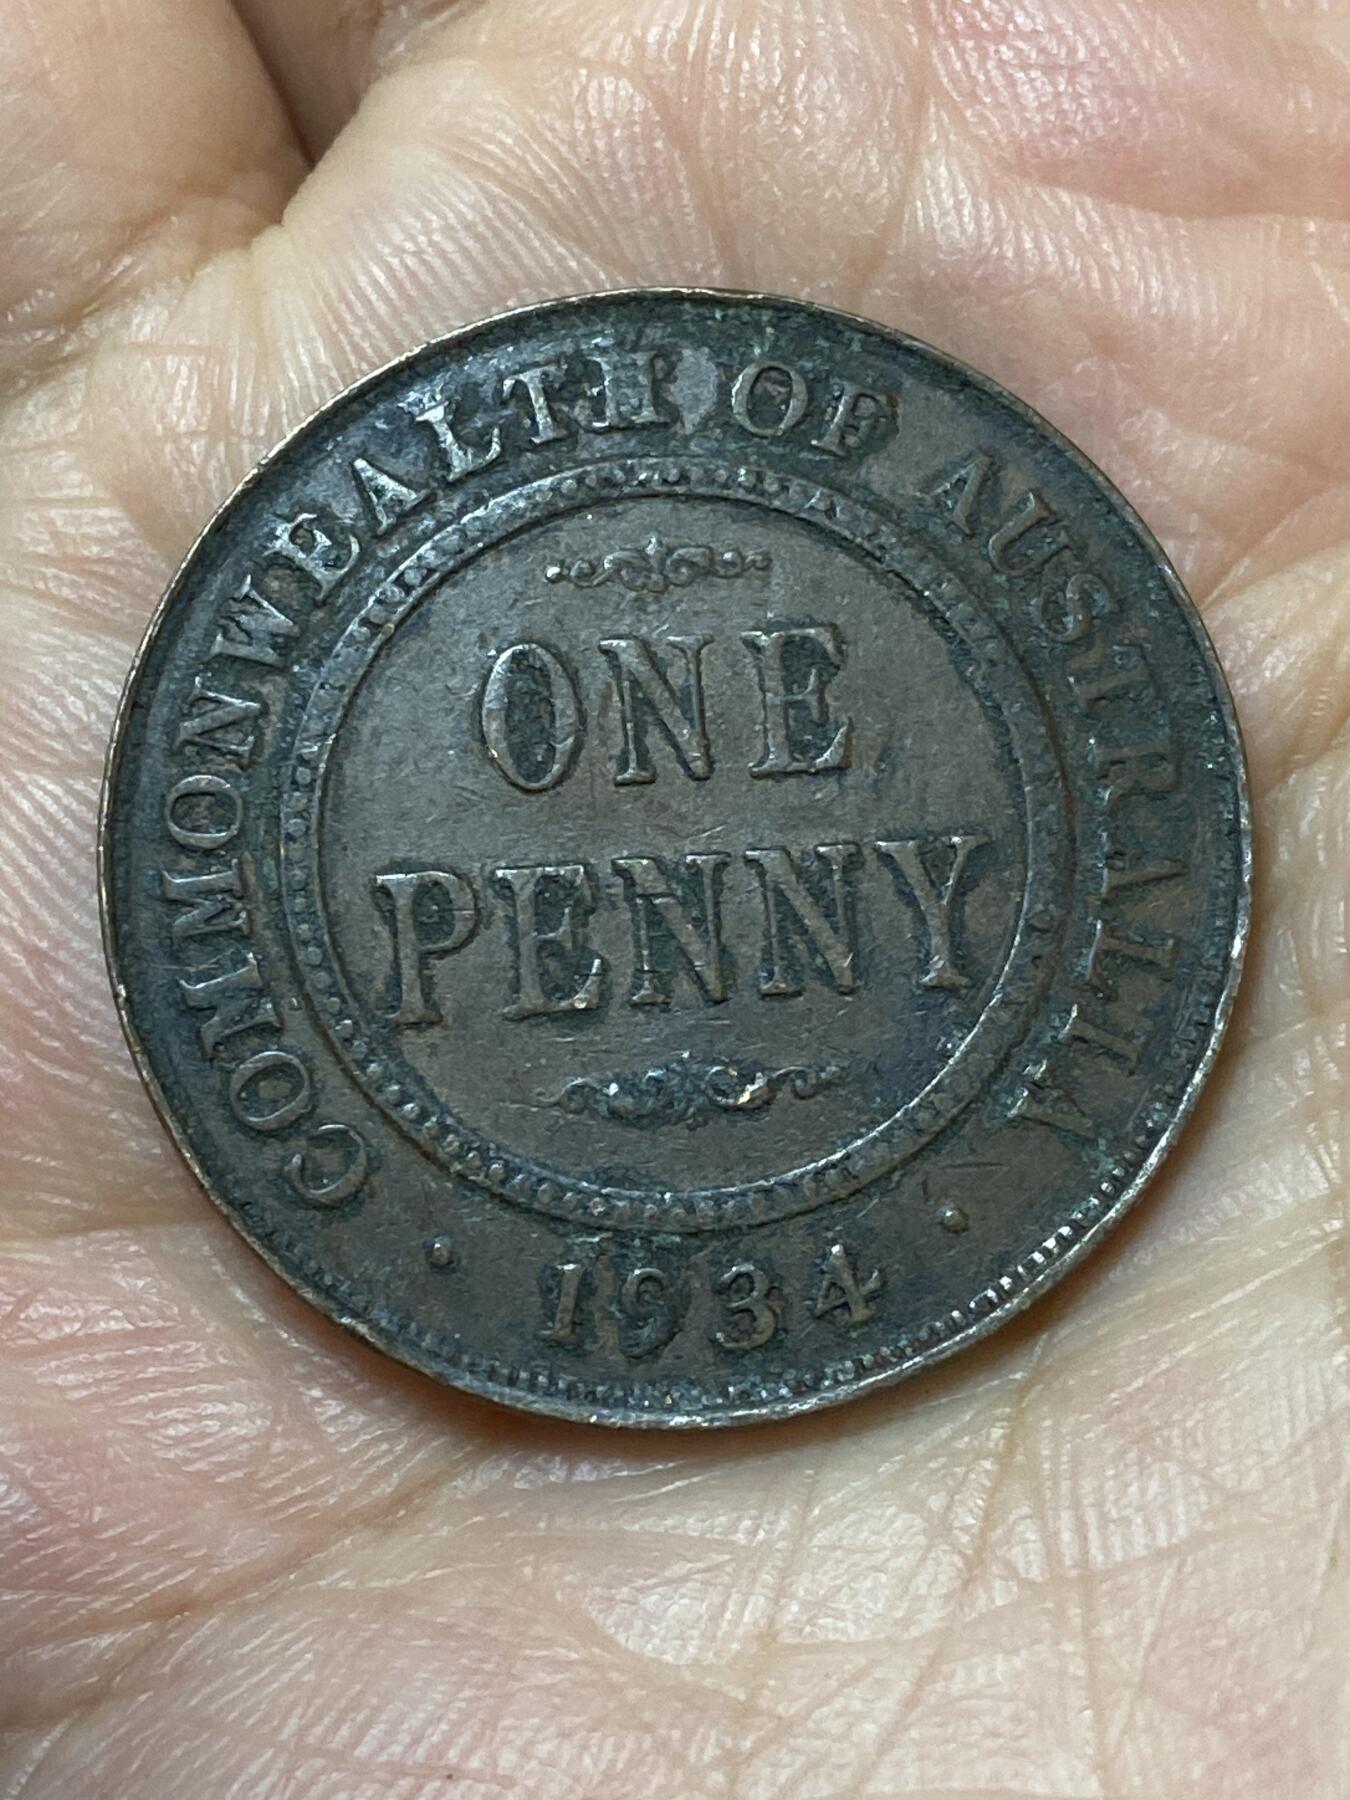 COMMONWEALTH OF AUSTRALIA
ONE
PENNY
· 1934 ·